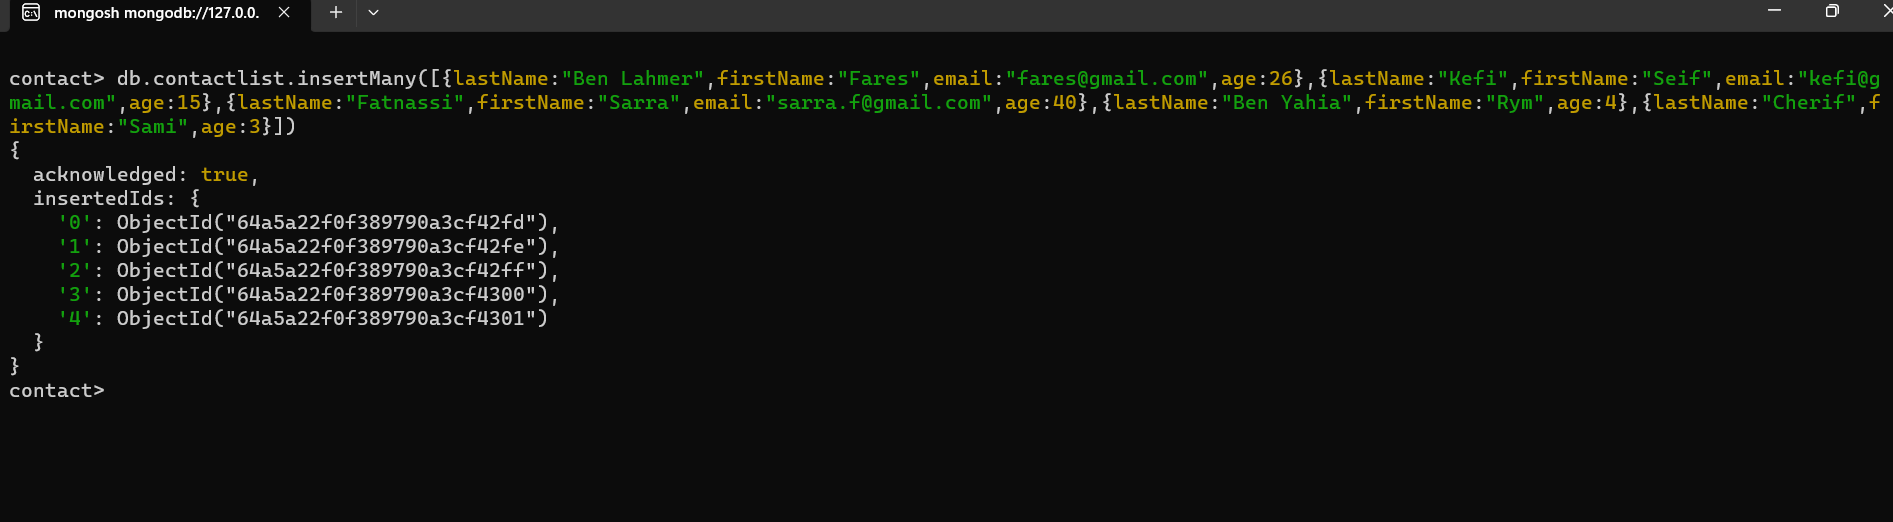 mongosh mongodb://127.0.0.
contact> db.contactlist.insertMany([{lastName:"Ben Lahmer",firstName:"Fares",email:"fares@gmail.com",age:26},{lastName:"Kefi",firstName:"Seif",email:"kefi@g
mail.com",age:15},{lastName:"Fatnassi",firstName:"Sarra",email:"sarra.f@gmail.com",age:40},{lastName:"Ben Yahia",firstName:"Rym",age:4},{lastName:"Cherif",f
irstName:"Sami",age:3}])
{
  acknowledged: true,
  insertedIds: {
    '0': ObjectId("64a5a22f0f389790a3cf42fd"),
    '1': ObjectId("64a5a22f0f389790a3cf42fe"),
    '2': ObjectId("64a5a22f0f389790a3cf42ff"),
    '3': ObjectId("64a5a22f0f389790a3cf4300"),
    '4': ObjectId("64a5a22f0f389790a3cf4301")
  }
}
contact>